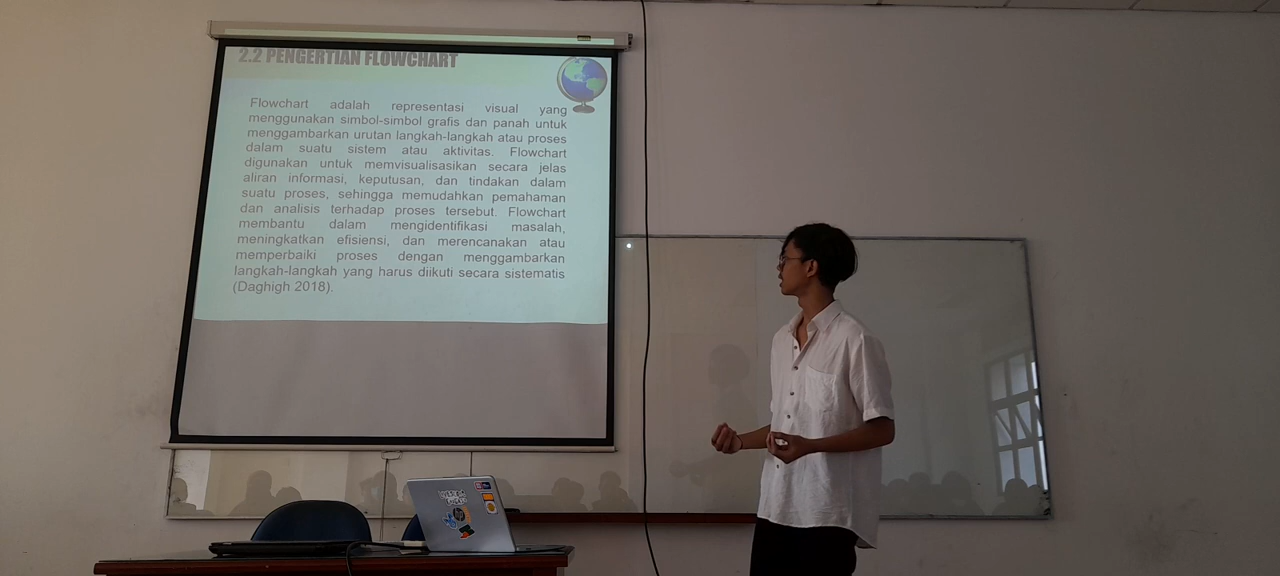 2.2 PENGERTIAN FLOWCHART
Flowchart adalah representasi visual yang
menggunakan simbol-simbol grafis dan panah untuk
menggambarkan urutan langkah-langkah atau proses
dalam suatu sistem atau aktivitas. Flowchart
digunakan untuk memvisualisasikan secara jelas
aliran informasi, keputusan, dan tindakan dalam
suatu proses, sehingga memudahkan pemahaman
dan analisis terhadap proses tersebut. Flowchart
membantu dalam mengidentifikasi masalah,
meningkatkan efisiensi, dan merencanakan atau
memperbaiki proses dengan menggambarkan
langkah-langkah yang harus diikuti secara sistematis
(Daghigh 2018).